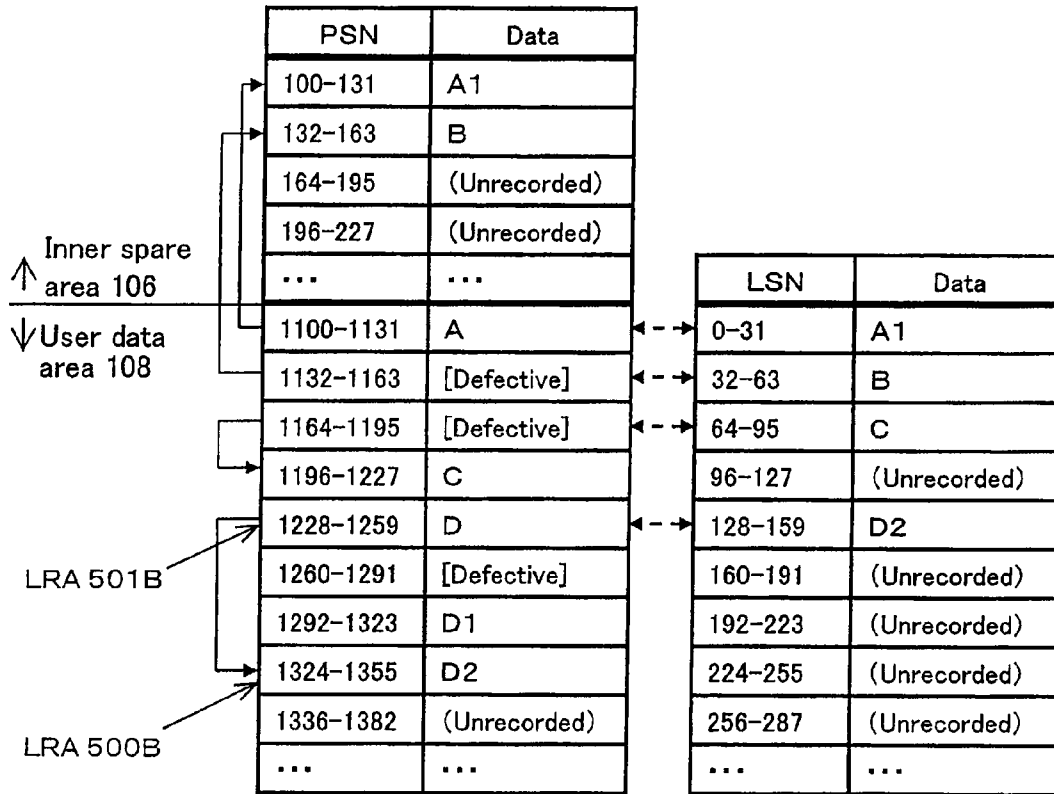 PSN Data
100-131 A1
132-163 B
164-195 (Unrecorded)
196-227 (Unrecorded)
... ...
Inner spare
area 106
User data
area 108
1100-1131 A
1132-1163 [Defective]
1164-1195 [Defective]
1196-1227 C
1228-1259 D
1260-1291 [Defective]
1292-1323 D1
1324-1355 D2
1336-1382 (Unrecorded)
... ...
LRA 501B
LRA 500B
LSN Data
0-31 A1
32-63 B
64-95 C
96-127 (Unrecorded)
128-159 D2
160-191 (Unrecorded)
192-223 (Unrecorded)
224-255 (Unrecorded)
256-287 (Unrecorded)
... ...